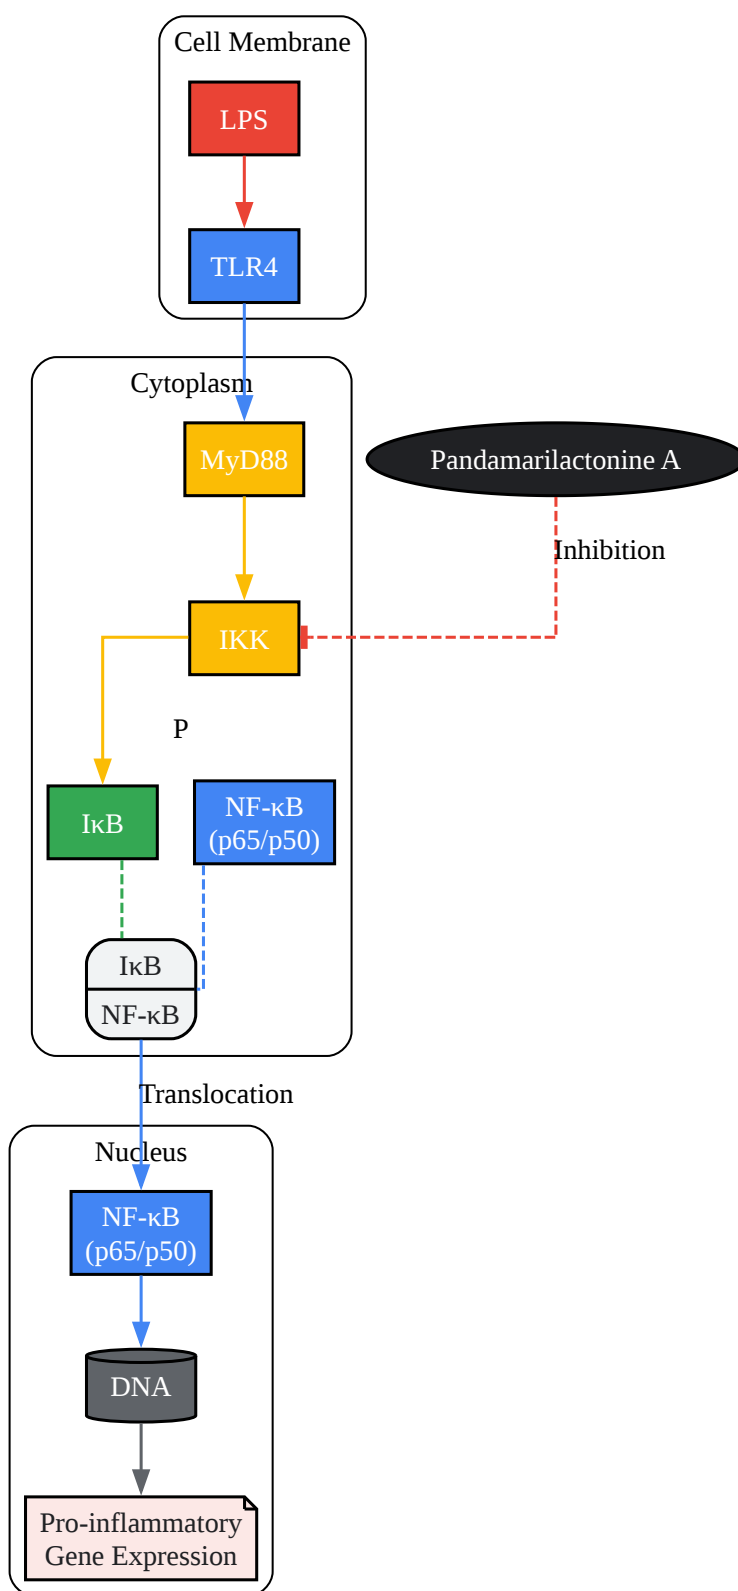 Cell Membrane
LPS
TLR4
Cytoplasm
MyD88
Pandamarilactonine A
Inhibition
IKK
P
IκB
NF-κB
(p65/p50)
IκB
NF-κB
Translocation
Nucleus
NF-κB
(p65/p50)
DNA
Pro-inflammatory
Gene Expression